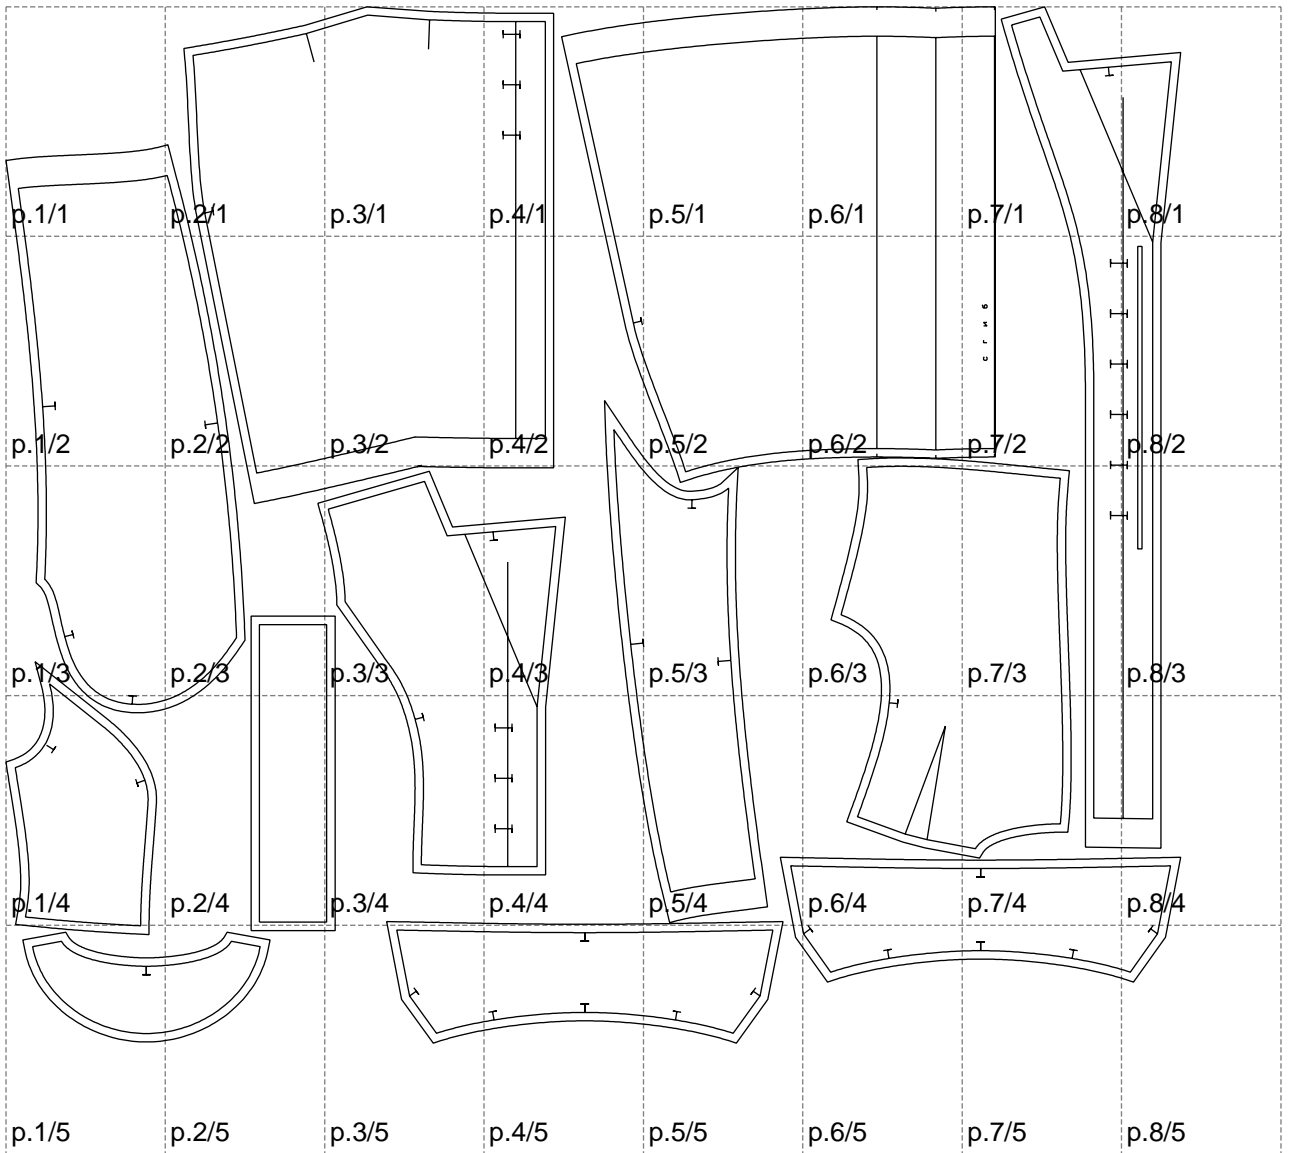 p.1/1 p.2/1 p.3/1 p.4/1 p.5/1 p.6/1 p.7/1 p.8/1
сгиб
p.1/2 p.2/2 p.3/2 p.4/2 p.5/2 p.6/2 p.7/2 p.8/2
p.1/3 p.2/3 p.3/3 p.4/3 p.5/3 p.6/3 p.7/3 p.8/3
p.1/4 p.2/4 p.3/4 p.4/4 p.5/4 p.6/4 p.7/4 p.8/4
p.1/5 p.2/5 p.3/5 p.4/5 p.5/5 p.6/5 p.7/5 p.8/5